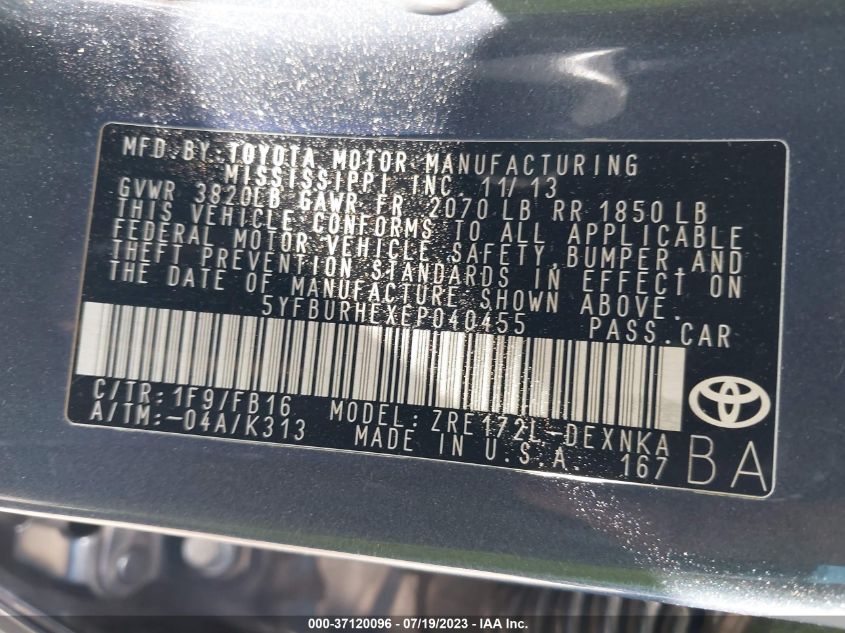 MFD.BY:TOYOTA MOTOR MANUFACTURING
MISSISSIPPI INC 11/13
GVWR 3820LB GAWR FR 2070 LB RR 1850 LB
THIS VEHICLE CONFORMS TO ALL APPLICABLE
FEDERAL MOTOR VEHICLE SAFETY,BUMPER,AND
THEFT PREVENTION STANDARDS IN EFFECT ON
THE DATE OF MANUFACTURE SHOWN ABOVE.
5YFBURHEXEP040455 PASS.CAR
C/TR:1F9/FB16 MODEL:ZRE172L-DEXNKA
A/TM:-04A/K313 MADE IN U.S.A. 167
BA
000-37120096 - 07/19/2023 - IAA Inc.